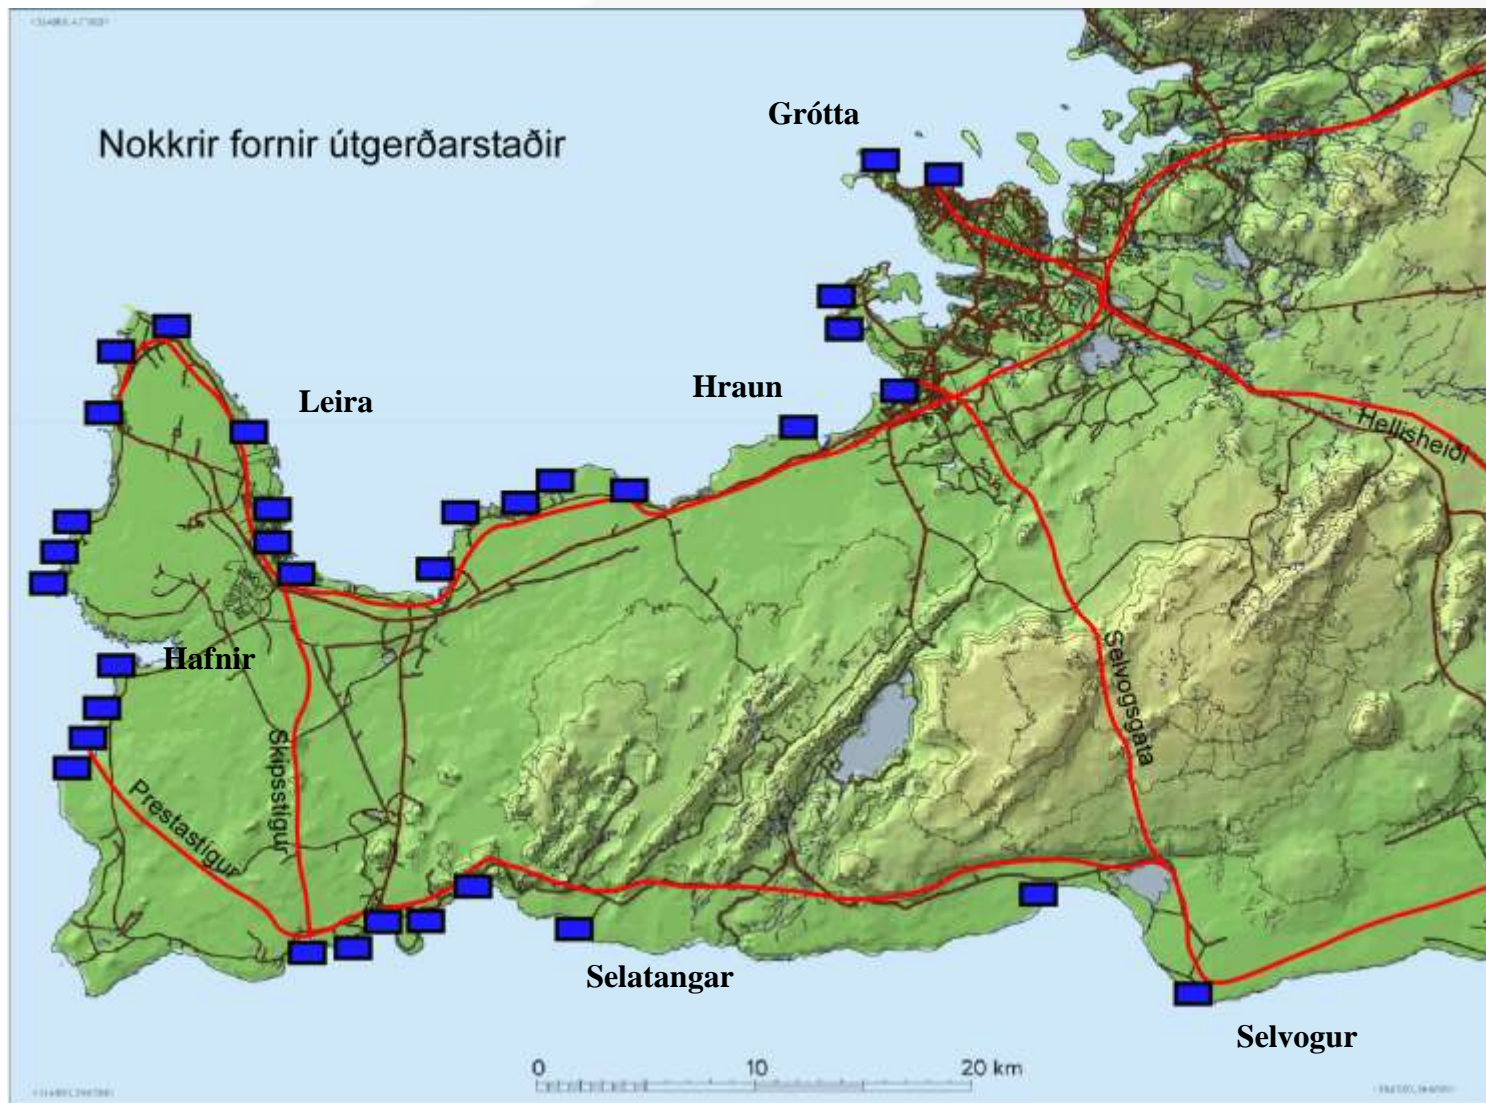 Nokkrir fornir útgerðarstaðir
Grótta
Leira
Hraun
Hellisheiði
Hafnir
Selvogsgata
Skipsstígur
Prestastígur
Selatangar
Selvogur
0 10 20 km